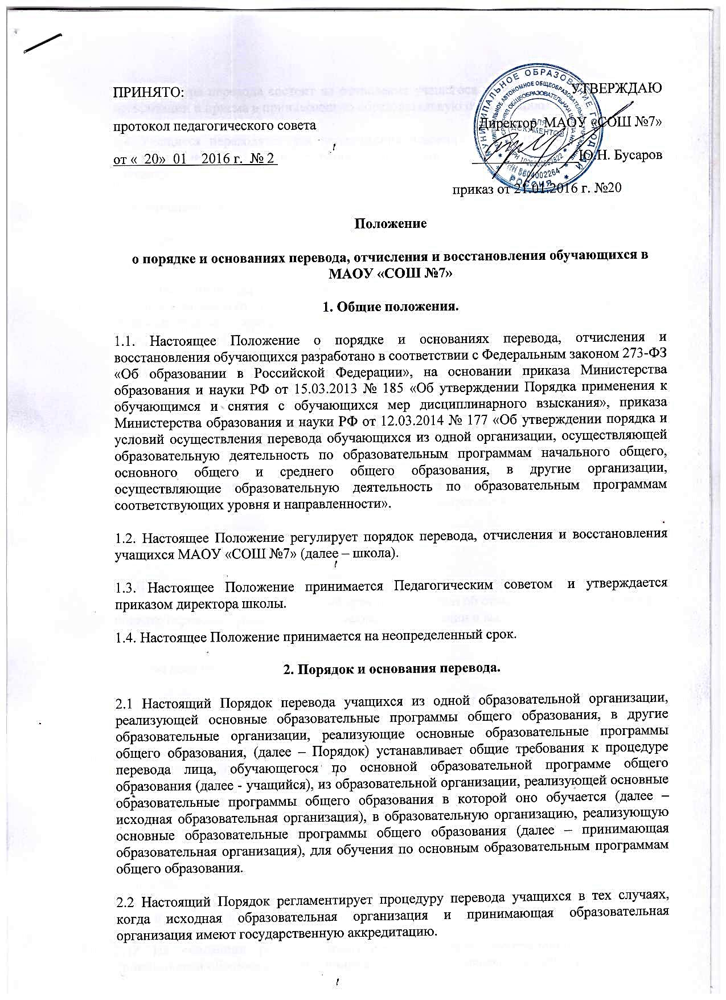 ПРИНЯТО:
УТВЕРЖДАЮ
протокол педагогического совета
Директор МАОУ «СОШ №7»
от « 20» 01 2016 г. № 2
Ю.Н. Бусаров
приказ от 21.01.2016 г. №20
МУНИЦИПАЛЬНОЕ ОБРАЗОВАНИЕ ГОРОД
ДЛЯ
ДОКУМЕНТОВ
ИНН 5604002264
РОССИЯ
Положение
о порядке и основаниях перевода, отчисления и восстановления обучающихся в
МАОУ «СОШ №7»
1. Общие положения.
1.1. Настоящее Положение о порядке и основаниях перевода, отчисления и
восстановления обучающихся разработано в соответствии с Федеральным законом 273-ФЗ
«Об образовании в Российской Федерации», на основании приказа Министерства
образования и науки РФ от 15.03.2013 № 185 «Об утверждении Порядка применения к
обучающимся и снятия с обучающихся мер дисциплинарного взыскания», приказа
Министерства образования и науки РФ от 12.03.2014 № 177 «Об утверждении порядка и
условий осуществления перевода обучающихся из одной организации, осуществляющей
образовательную деятельность по образовательным программам начального общего,
основного общего и среднего общего образования, в другие организации,
осуществляющие образовательную деятельность по образовательным программам
соответствующих уровня и направленности».
1.2. Настоящее Положение регулирует порядок перевода, отчисления и восстановления
учащихся МАОУ «СОШ №7» (далее – школа).
1.3. Настоящее Положение принимается Педагогическим советом и утверждается
приказом директора школы.
1.4. Настоящее Положение принимается на неопределенный срок.
2. Порядок и основания перевода.
2.1 Настоящий Порядок перевода учащихся из одной образовательной организации,
реализующей основные образовательные программы общего образования, в другие
образовательные организации, реализующие основные образовательные программы
общего образования, (далее – Порядок) устанавливает общие требования к процедуре
перевода лица, обучающегося по основной образовательной программе общего
образования (далее - учащийся), из образовательной организации, реализующей основные
образовательные программы общего образования в которой оно обучается (далее –
исходная образовательная организация), в образовательную организацию, реализующую
основные образовательные программы общего образования (далее – принимающая
образовательная организация), для обучения по основным образовательным программам
общего образования.
2.2 Настоящий Порядок регламентирует процедуру перевода учащихся в тех случаях,
когда исходная образовательная организация и принимающая образовательная
организация имеют государственную аккредитацию.